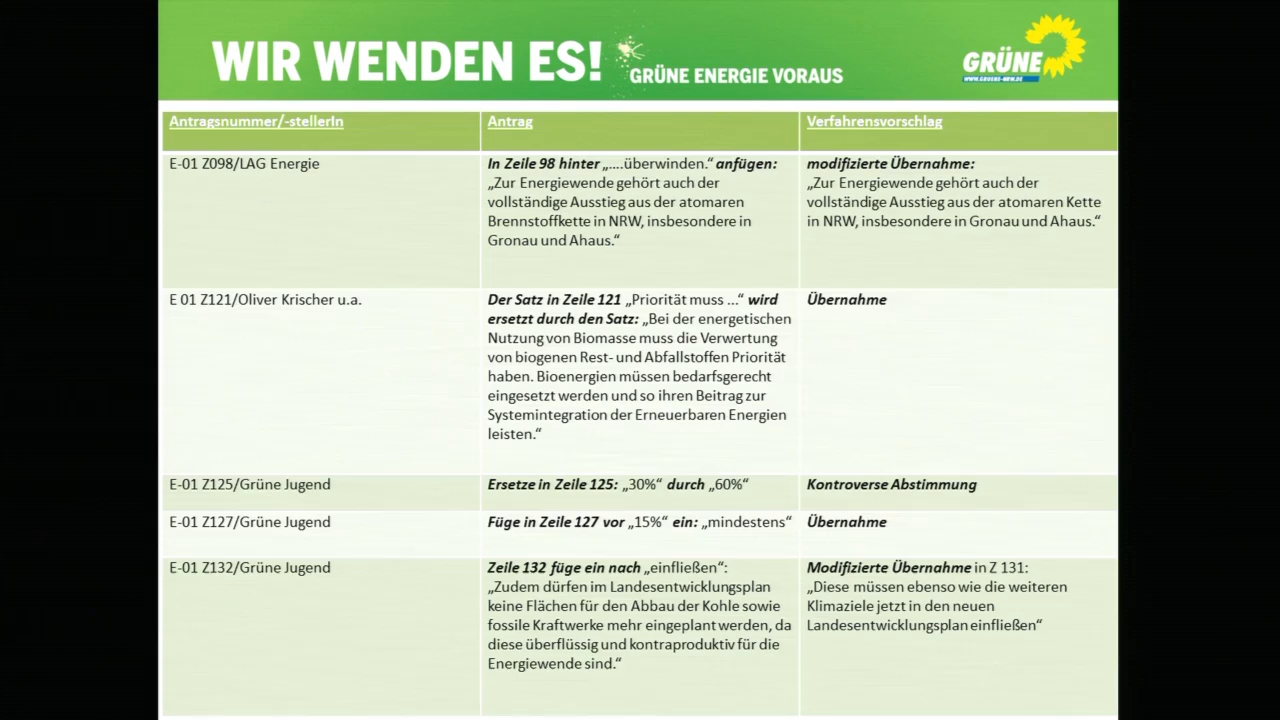 WIR WENDEN ES!
GRÜNE ENERGIE VORAUS
GRÜNE
WWW.GRUENE-NRW.DE
Antragsnummer/-stellerIn
Antrag
Verfahrensvorschlag
E-01 Z098/LAG Energie
In Zeile 98 hinter „....überwinden.“ anfügen:
„Zur Energiewende gehört auch der
vollständige Ausstieg aus der atomaren
Brennstoffkette in NRW, insbesondere in
Gronau und Ahaus.“
modifizierte Übernahme:
„Zur Energiewende gehört auch der
vollständige Ausstieg aus der atomaren Kette
in NRW, insbesondere in Gronau und Ahaus.“
E 01 Z121/Oliver Krischer u.a.
Der Satz in Zeile 121 „Priorität muss ...“ wird
ersetzt durch den Satz: „Bei der energetischen
Nutzung von Biomasse muss die Verwertung
von biogenen Rest- und Abfallstoffen Priorität
haben. Bioenergien müssen bedarfsgerecht
eingesetzt werden und so ihren Beitrag zur
Systemintegration der Erneuerbaren Energien
leisten.“
Übernahme
E-01 Z125/Grüne Jugend
Ersetze in Zeile 125: „30%“ durch „60%“
Kontroverse Abstimmung
E-01 Z127/Grüne Jugend
Füge in Zeile 127 vor „15%“ ein: „mindestens“
Übernahme
E-01 Z132/Grüne Jugend
Zeile 132 füge ein nach „einfließen“:
„Zudem dürfen im Landesentwicklungsplan
keine Flächen für den Abbau der Kohle sowie
fossile Kraftwerke mehr eingeplant werden, da
diese überflüssig und kontraproduktiv für die
Energiewende sind.“
Modifizierte Übernahme in Z 131:
„Diese müssen ebenso wie die weiteren
Klimaziele jetzt in den neuen
Landesentwicklungsplan einfließen“